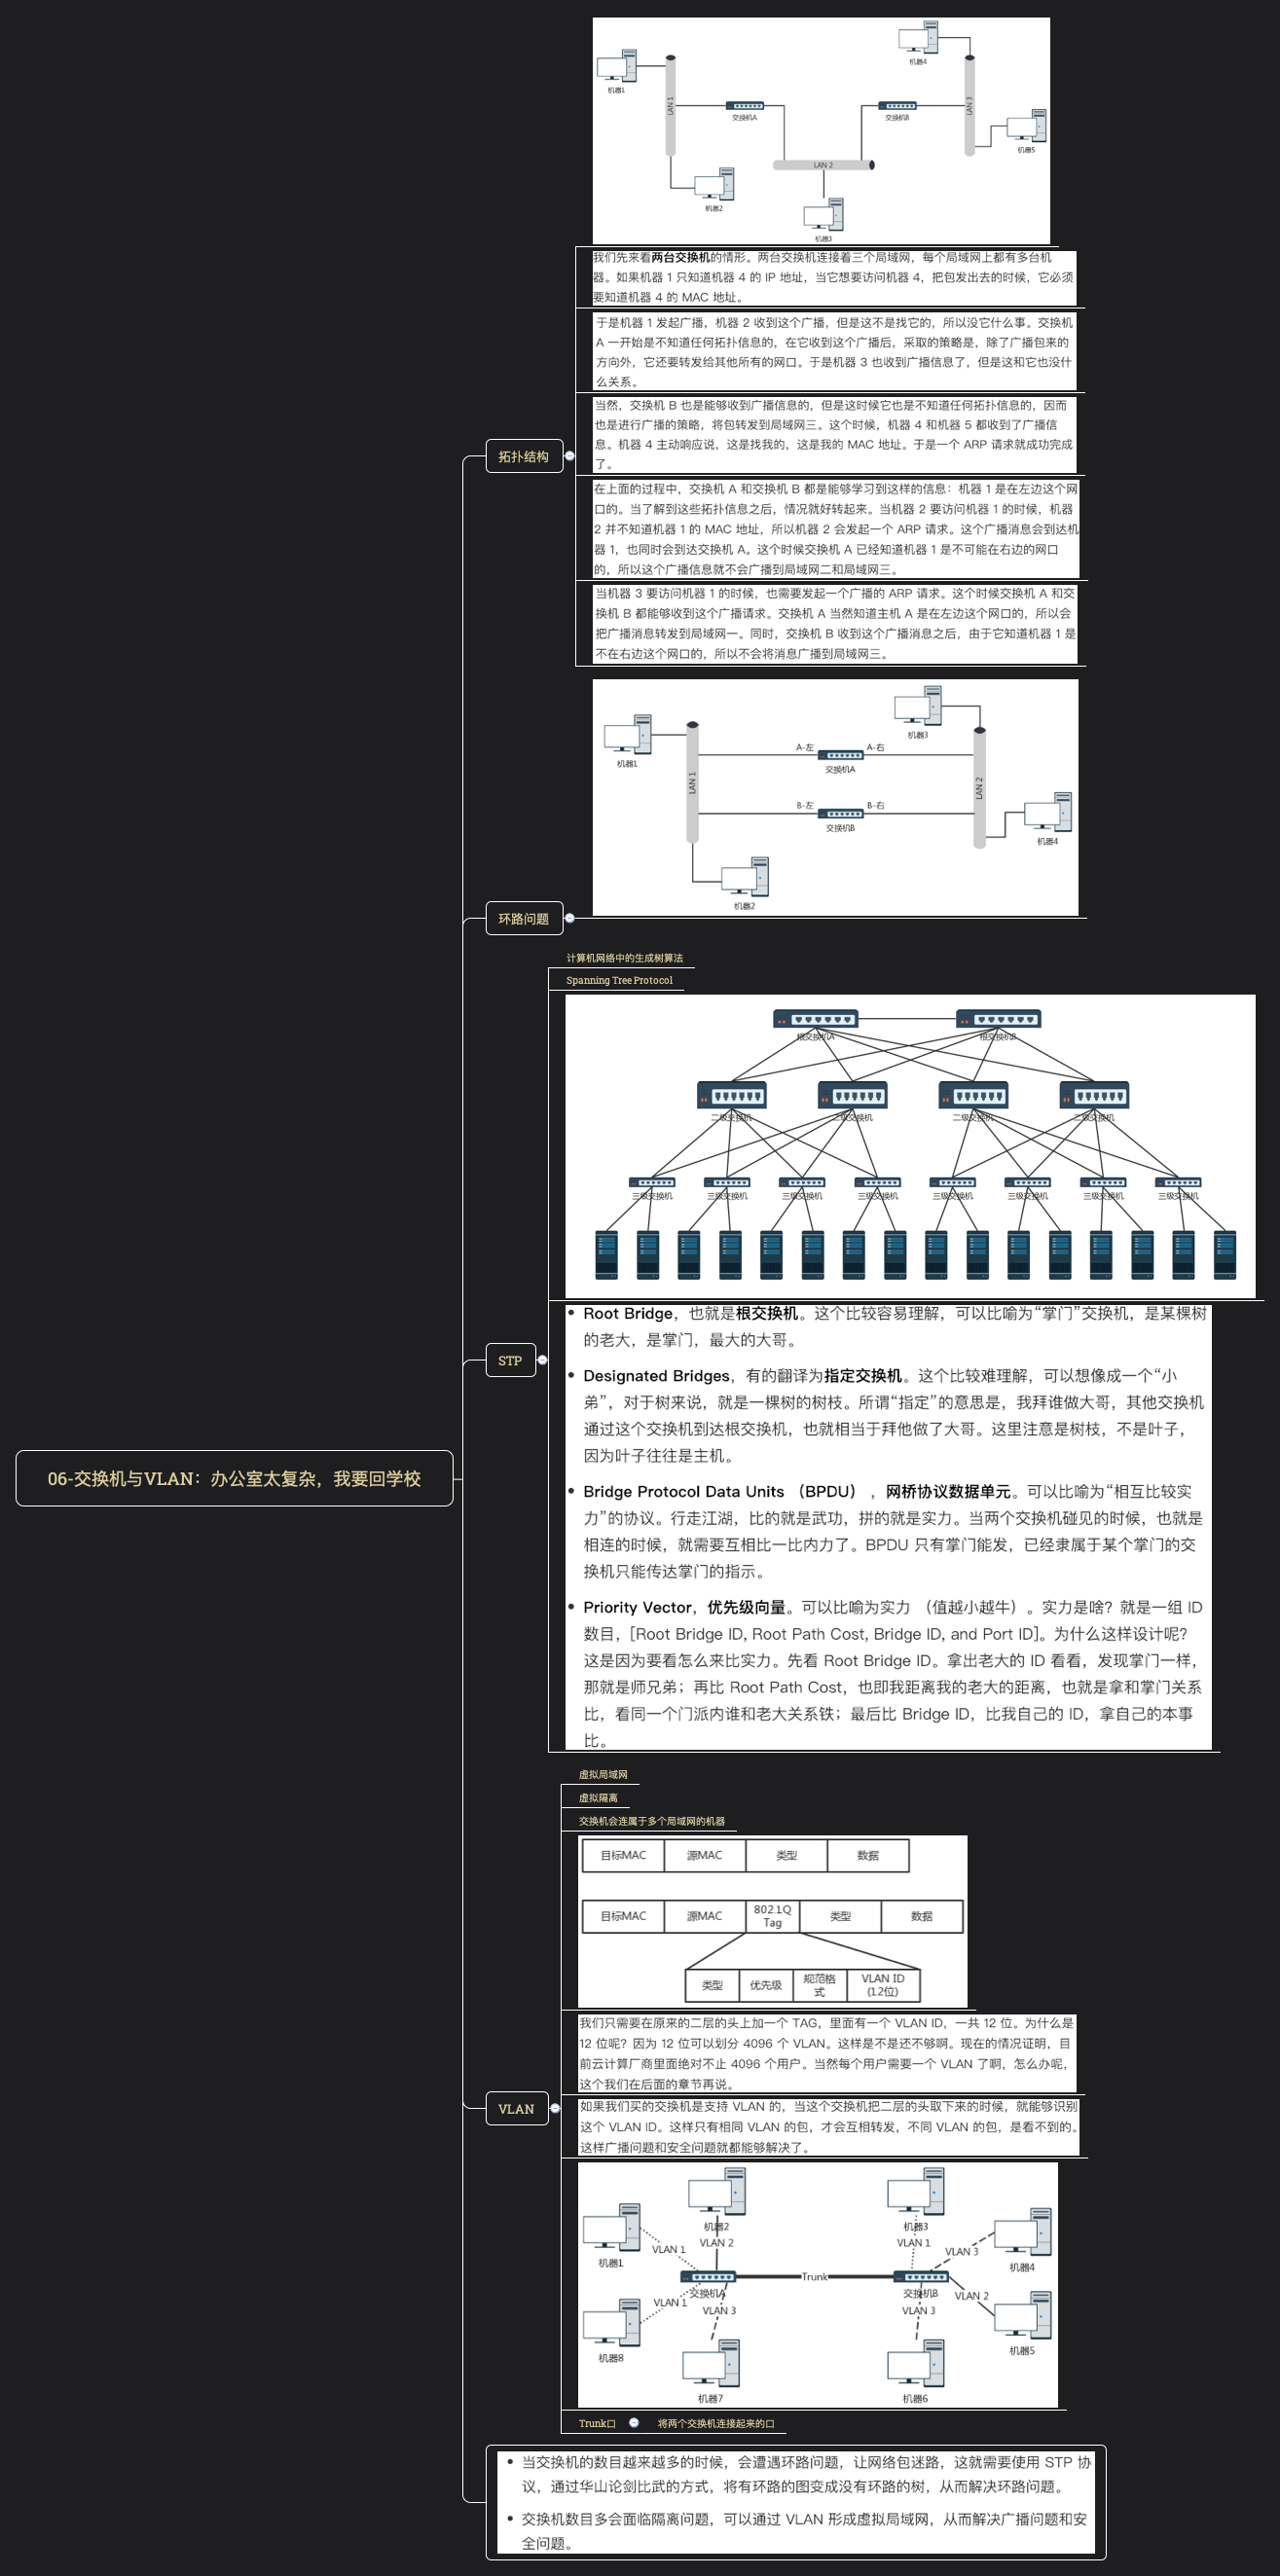 机器4
机器1
LAN 1
LAN 3
交换机A
交换机B
机器5
LAN 2
机器2
机器3
我们先来看两台交换机的情形。两台交换机连接着三个局域网，每个局域网上都有多台机
器。如果机器 1 只知道机器 4 的 IP 地址，当它想要访问机器 4，把包发出去的时候，它必须
要知道机器 4 的 MAC 地址。
于是机器 1 发起广播，机器 2 收到这个广播，但是这不是找它的，所以没它什么事。交换机
A 一开始是不知道任何拓扑信息的，在它收到这个广播后，采取的策略是，除了广播包来的
方向外，它还要转发给其他所有的网口。于是机器 3 也收到广播信息了，但是这和它也没什
么关系。
当然，交换机 B 也是能够收到广播信息的，但是这时候它也是不知道任何拓扑信息的，因而
也是进行广播的策略，将包转发到局域网三。这个时候，机器 4 和机器 5 都收到了广播信
息。机器 4 主动响应说，这是找我的，这是我的 MAC 地址。于是一个 ARP 请求就成功完成
了。
拓扑结构
在上面的过程中，交换机 A 和交换机 B 都是能够学习到这样的信息：机器 1 是在左边这个网
口的。当了解到这些拓扑信息之后，情况就好转起来。当机器 2 要访问机器 1 的时候，机器
2 并不知道机器 1 的 MAC 地址，所以机器 2 会发起一个 ARP 请求。这个广播消息会到达机
器 1，也同时会到达交换机 A。这个时候交换机 A 已经知道机器 1 是不可能在右边的网口
的，所以这个广播信息就不会广播到局域网二和局域网三。
当机器 3 要访问机器 1 的时候，也需要发起一个广播的 ARP 请求。这个时候交换机 A 和交
换机 B 都能够收到这个广播请求。交换机 A 当然知道主机 A 是在左边这个网口的，所以会
把广播消息转发到局域网一。同时，交换机 B 收到这个广播消息之后，由于它知道机器 1 是
不在右边这个网口的，所以不会将消息广播到局域网三。
机器3
机器1
A-左
A-右
交换机A
LAN 1
LAN 2
B-左
B-右
交换机B
机器4
机器2
环路问题
计算机网络中的生成树算法
Spanning Tree Protocol
根交换机A
根交换机B
二级交换机
二级交换机
二级交换机
二级交换机
三级交换机
三级交换机
三级交换机
三级交换机
三级交换机
三级交换机
三级交换机
三级交换机
• Root Bridge，也就是根交换机。这个比较容易理解，可以比喻为“掌门”交换机，是某棵树
的老大，是掌门，最大的大哥。
STP
• Designated Bridges，有的翻译为指定交换机。这个比较难理解，可以想像成一个“小
弟”，对于树来说，就是一棵树的树枝。所谓“指定”的意思是，我拜谁做大哥，其他交换机
通过这个交换机到达根交换机，也就相当于拜他做了大哥。这里注意是树枝，不是叶子，
因为叶子往往是主机。
06-交换机与VLAN：办公室太复杂，我要回学校
• Bridge Protocol Data Units （BPDU） ，网桥协议数据单元。可以比喻为“相互比较实
力”的协议。行走江湖，比的就是武功，拼的就是实力。当两个交换机碰见的时候，也就是
相连的时候，就需要互相比一比内力了。BPDU 只有掌门能发，已经隶属于某个掌门的交
换机只能传达掌门的指示。
• Priority Vector，优先级向量。可以比喻为实力 （值越小越牛）。实力是啥？就是一组 ID
数目，[Root Bridge ID, Root Path Cost, Bridge ID, and Port ID]。为什么这样设计呢？
这是因为要看怎么来比实力。先看 Root Bridge ID。拿出老大的 ID 看看，发现掌门一样，
那就是师兄弟；再比 Root Path Cost，也即我距离我的老大的距离，也就是拿和掌门关系
比，看同一个门派内谁和老大关系铁；最后比 Bridge ID，比我自己的 ID，拿自己的本事
比。
虚拟局域网
虚拟隔离
交换机会连属于多个局域网的机器
目标MAC
源MAC
类型
数据
目标MAC
源MAC
802.1Q
Tag
类型
数据
类型
优先级
规范格
式
VLAN ID
(12位)
我们只需要在原来的二层的头上加一个 TAG，里面有一个 VLAN ID，一共 12 位。为什么是
12 位呢？因为 12 位可以划分 4096 个 VLAN。这样是不是还不够啊。现在的情况证明，目
前云计算厂商里面绝对不止 4096 个用户。当然每个用户需要一个 VLAN 了啊，怎么办呢，
这个我们在后面的章节再说。
VLAN
如果我们买的交换机是支持 VLAN 的，当这个交换机把二层的头取下来的时候，就能够识别
这个 VLAN ID。这样只有相同 VLAN 的包，才会互相转发，不同 VLAN 的包，是看不到的。
这样广播问题和安全问题就都能够解决了。
机器2
机器3
机器1
VLAN 1
VLAN 2
VLAN 1
VLAN 3
机器4
Trunk
交换机A
交换机B
VLAN 1
VLAN 3
VLAN 3
VLAN 2
机器8
机器5
机器7
机器6
Trunk口
将两个交换机连接起来的口
• 当交换机的数目越来越多的时候，会遭遇环路问题，让网络包迷路，这就需要使用 STP 协
议，通过华山论剑比武的方式，将有环路的图变成没有环路的树，从而解决环路问题。
• 交换机数目多会面临隔离问题，可以通过 VLAN 形成虚拟局域网，从而解决广播问题和安
全问题。